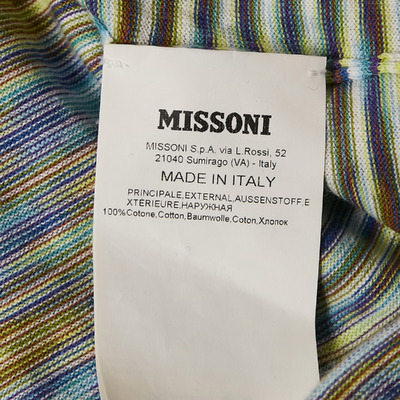 MISSONI
MISSONI S.p.A. via L.Rossi, 52
21040 Sumirago (VA) - Italy
MADE IN ITALY
PRINCIPALE,EXTERNAL,AUSSENSTOFF,E
XTÉRIEURE,НАРУЖНАЯ
100%Cotone,Cotton,Baumwolle,Coton,Хлопок